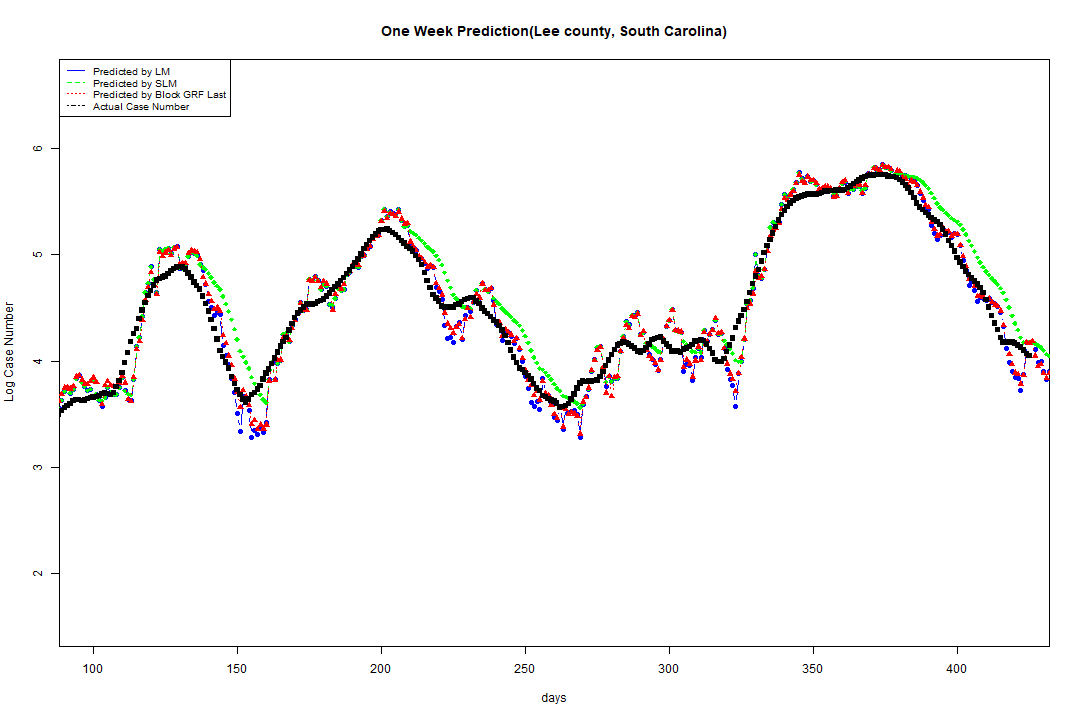 One Week Prediction(Lee county, South Carolina)
Predicted by LM
Predicted by SLM
Predicted by Block GRF Last
Actual Case Number
Log Case Number
6
5
4
3
2
100 150 200 250 300 350 400
days